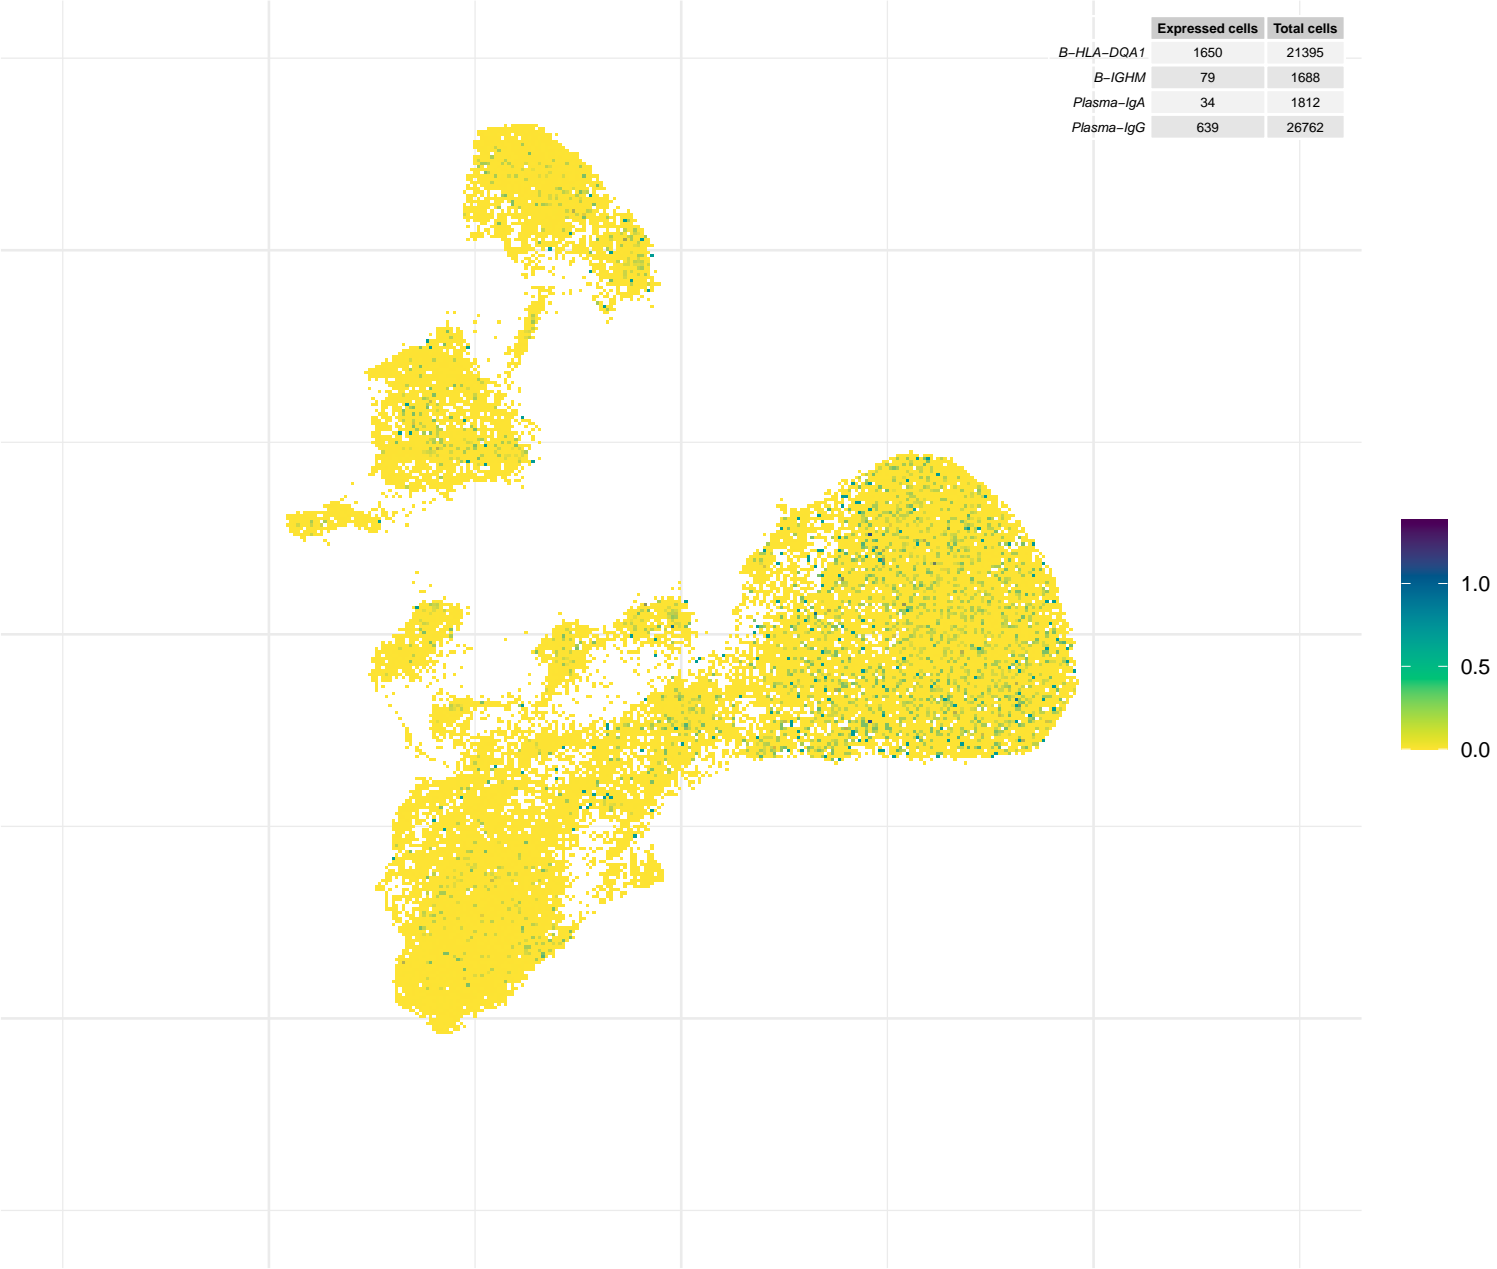 Expressed cells Total cells
B−HLA−DQA1 1650 21395
B−IGHM 79 1688
Plasma−IgA 34 1812
Plasma−IgG 639 26762
1.0
0.5
0.0